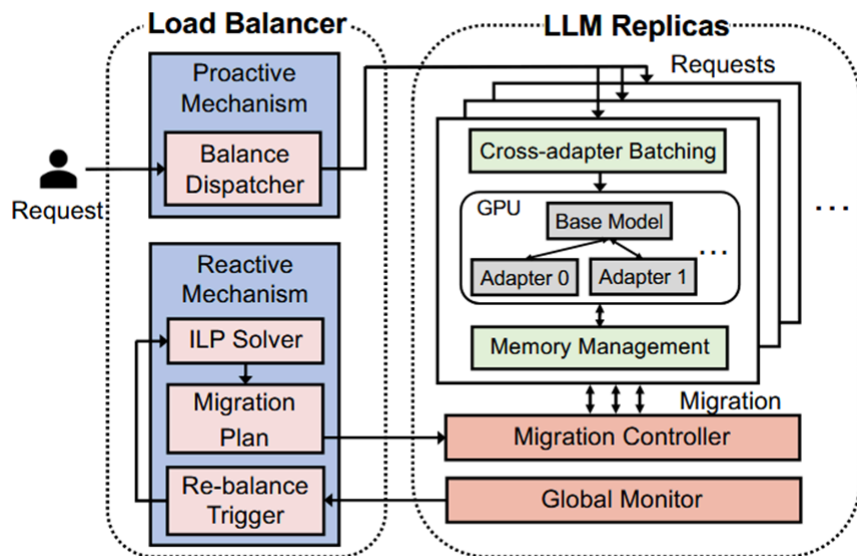 Load Balancer
LLM Replicas
Proactive
Mechanism
Balance
Dispatcher
Request
Requests
Cross-adapter Batching
GPU
Base Model
...
Adapter 0
Adapter 1
Memory Management
...
Reactive
Mechanism
ILP Solver
Migration
Plan
Re-balance
Trigger
Migration
Migration Controller
Global Monitor